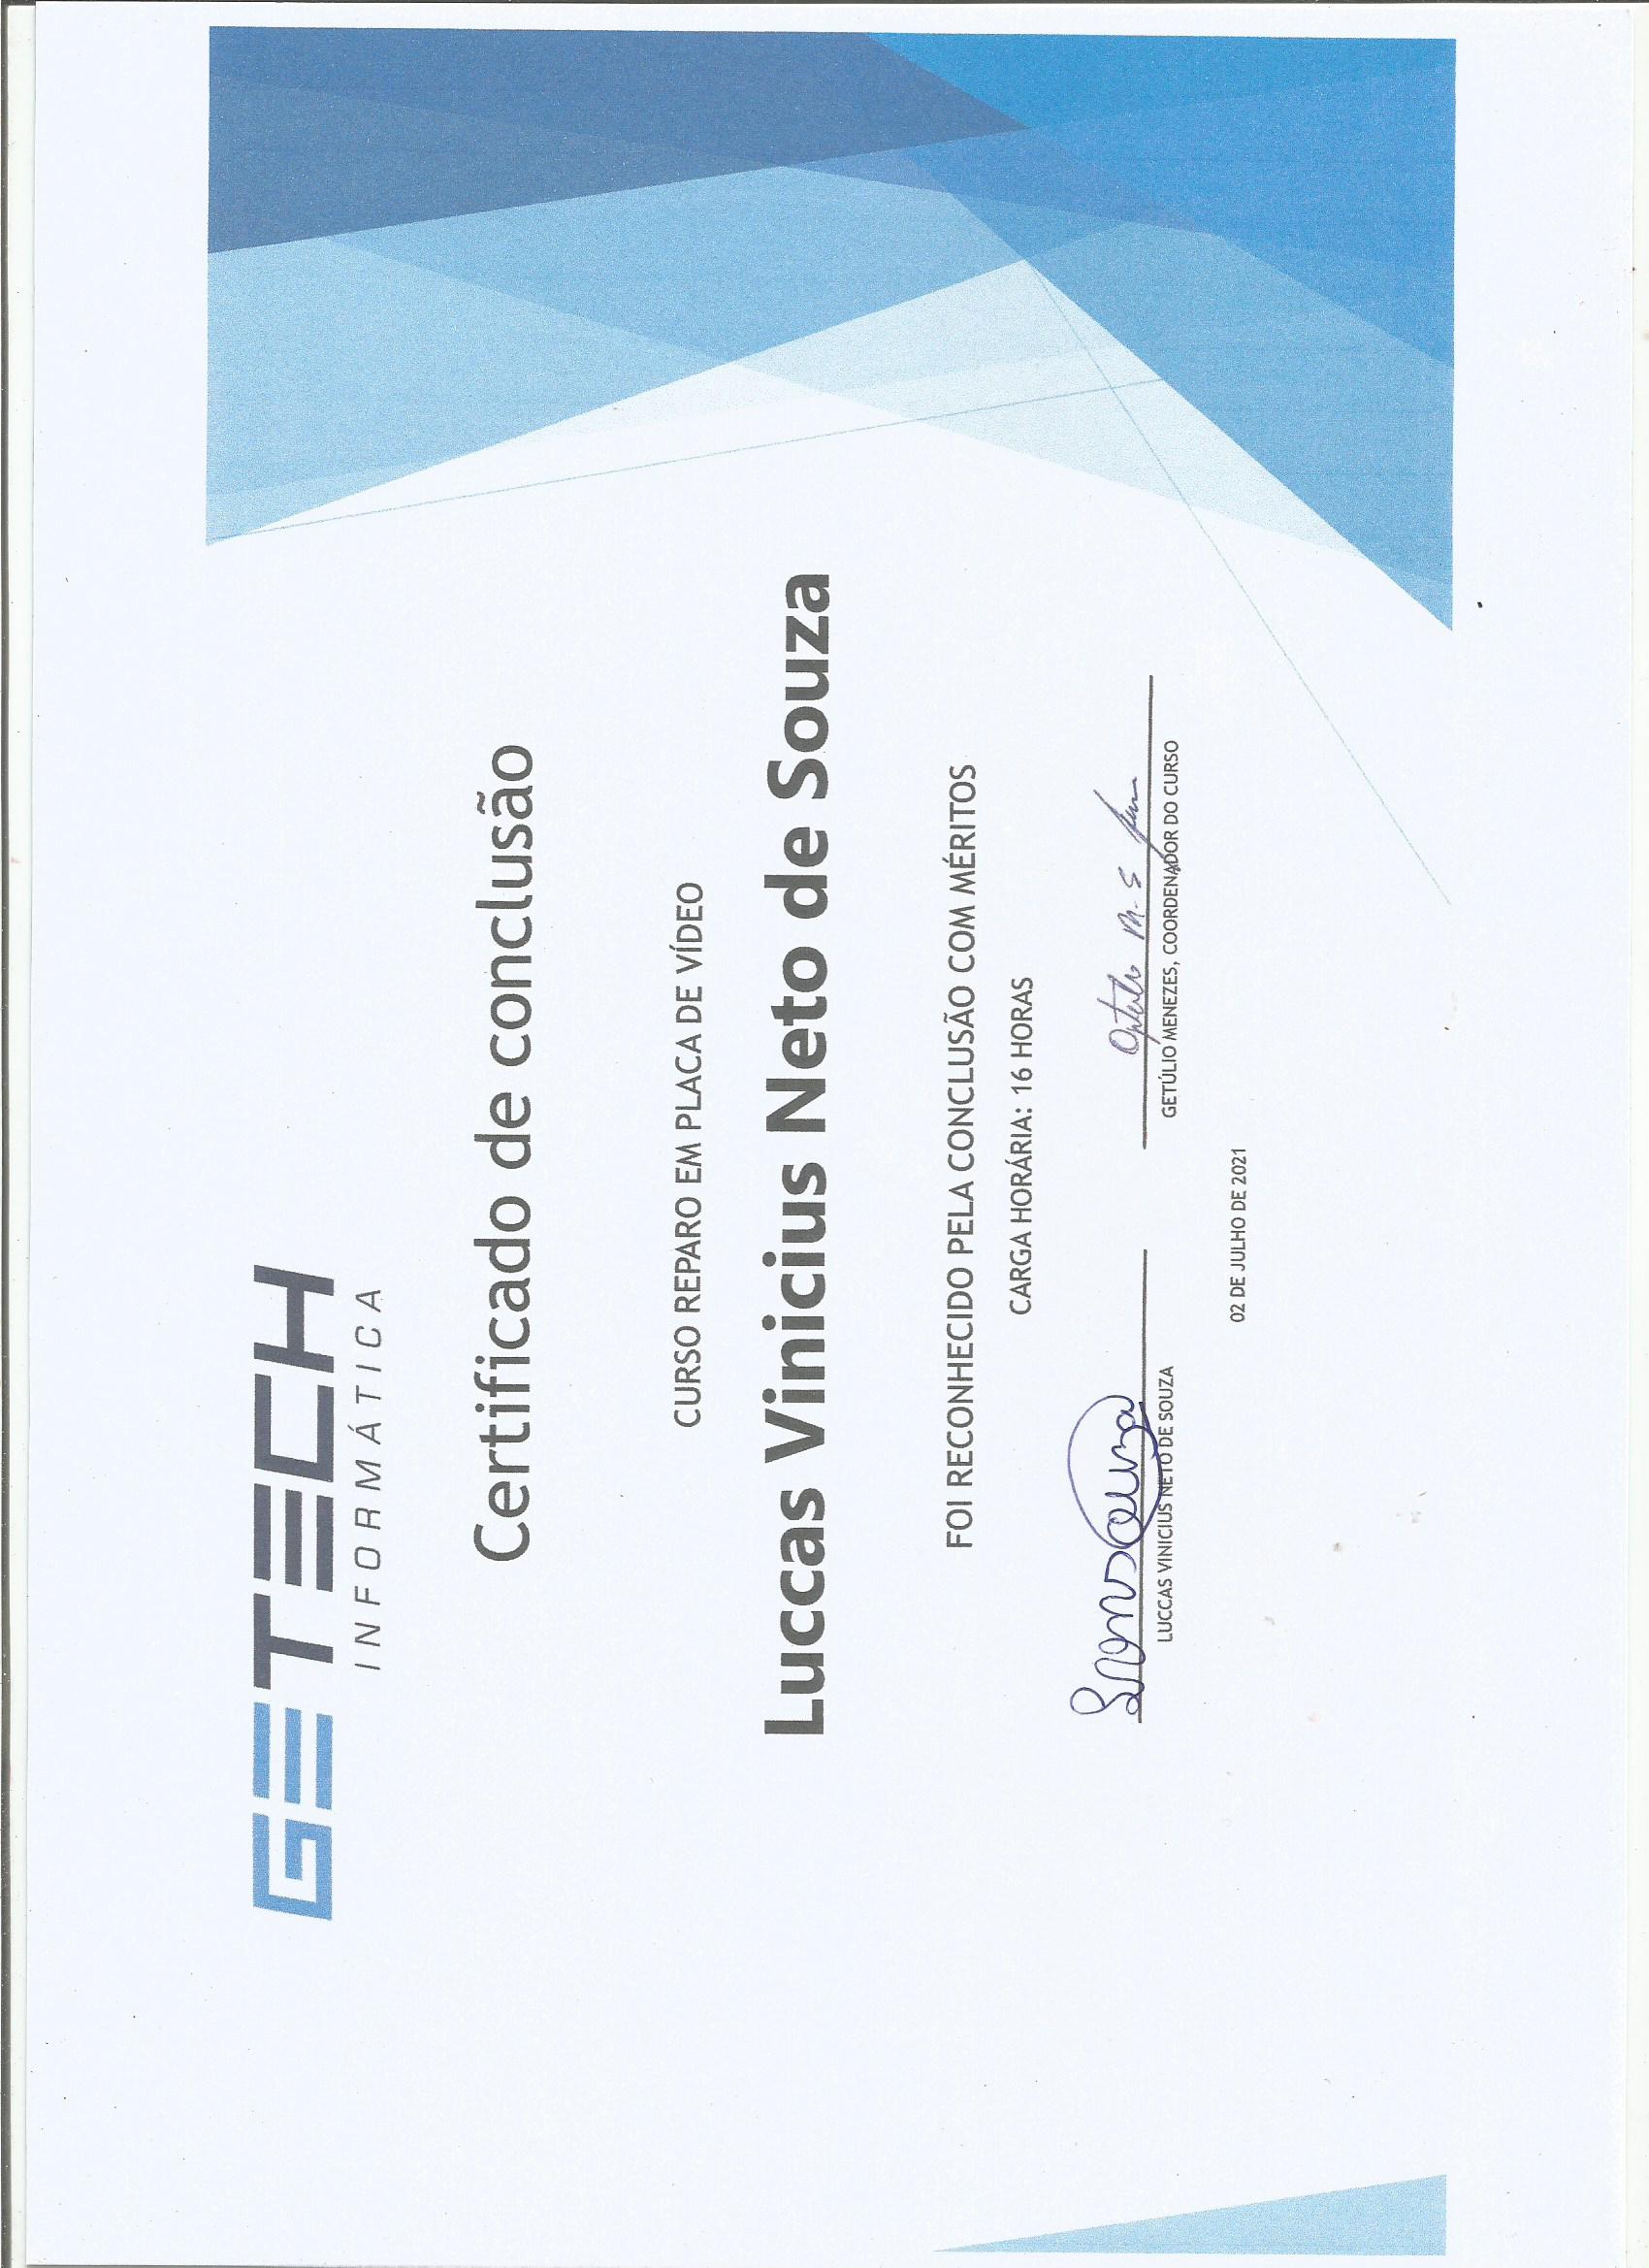 GETECH
INFORMÁTICA
Certificado de conclusão
CURSO REPARO EM PLACA DE VÍDEO
Luccas Vinicius Neto de Souza
FOI RECONHECIDO PELA CONCLUSÃO COM MÉRITOS
CARGA HORÁRIA: 16 HORAS
LUCCAS VINICIUS NETO DE SOUZA
GETÚLIO MENEZES, COORDENADOR DO CURSO
02 DE JULHO DE 2021